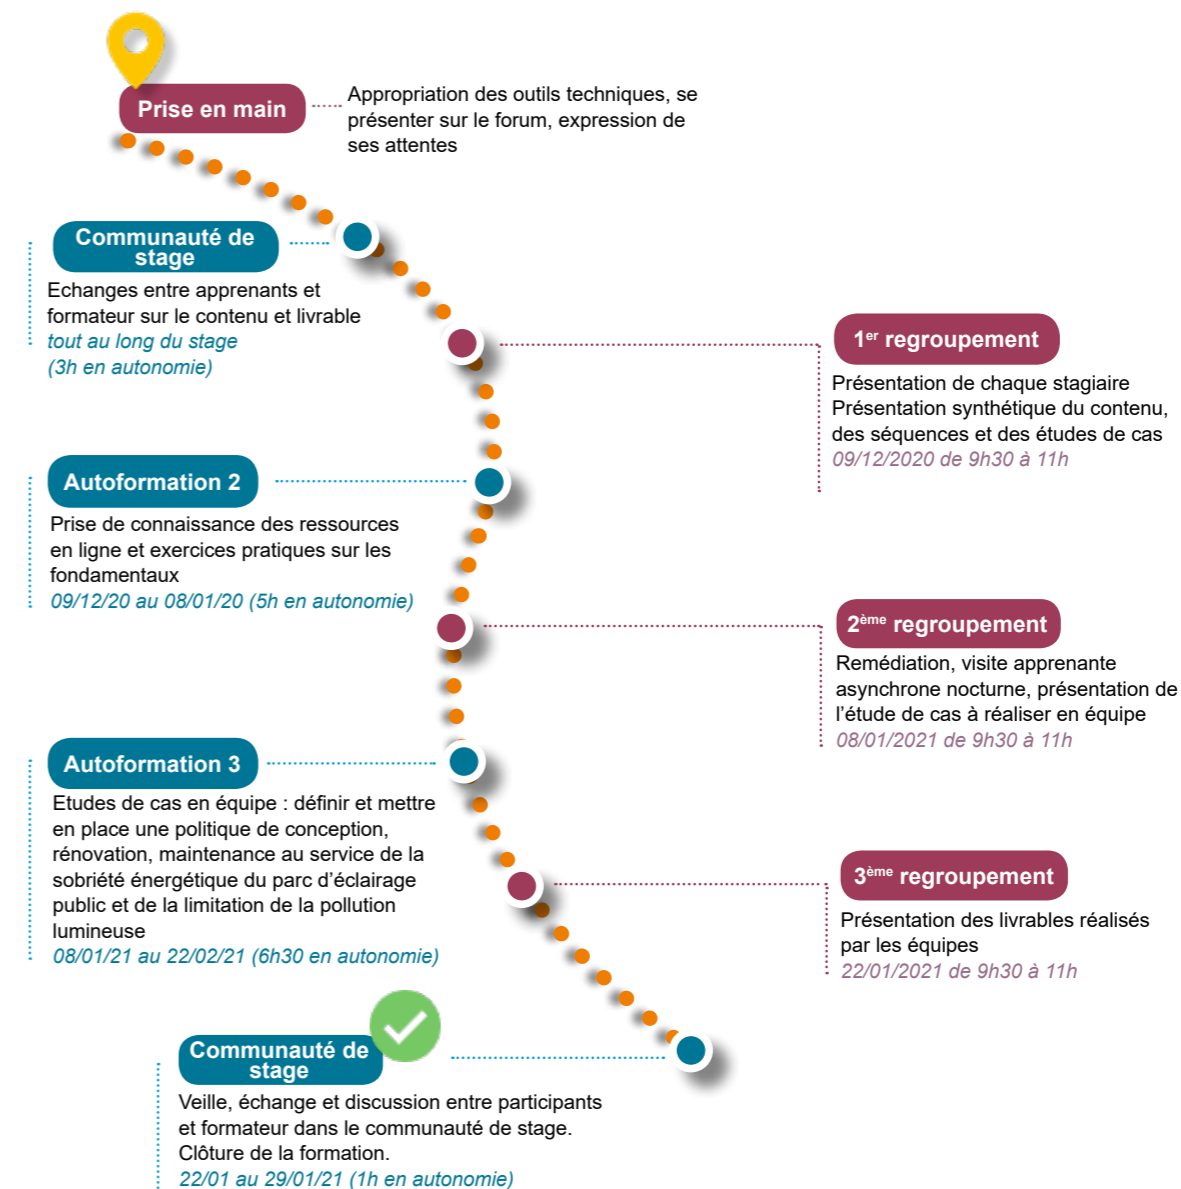 Prise en main
Appropriation des outils techniques, se
présenter sur le forum, expression de
ses attentes
Communauté de
stage
Echanges entre apprenants et
formateur sur le contenu et livrable
tout au long du stage
(3h en autonomie)
1er regroupement
Présentation de chaque stagiaire
Présentation synthétique du contenu,
des séquences et des études de cas
09/12/2020 de 9h30 à 11h
Autoformation 2
Prise de connaissance des ressources
en ligne et exercices pratiques sur les
fondamentaux
09/12/20 au 08/01/20 (5h en autonomie)
2ème regroupement
Remédiation, visite apprenante
asynchrone nocturne, présentation de
l’étude de cas à réaliser en équipe
08/01/2021 de 9h30 à 11h
Autoformation 3
Etudes de cas en équipe : définir et mettre
en place une politique de conception,
rénovation, maintenance au service de la
sobriété énergétique du parc d’éclairage
public et de la limitation de la pollution
lumineuse
08/01/21 au 22/02/21 (6h30 en autonomie)
3ème regroupement
Présentation des livrables réalisés
par les équipes
22/01/2021 de 9h30 à 11h
Communauté de
stage
Veille, échange et discussion entre participants
et formateur dans le communauté de stage.
Clôture de la formation.
22/01 au 29/01/21 (1h en autonomie)